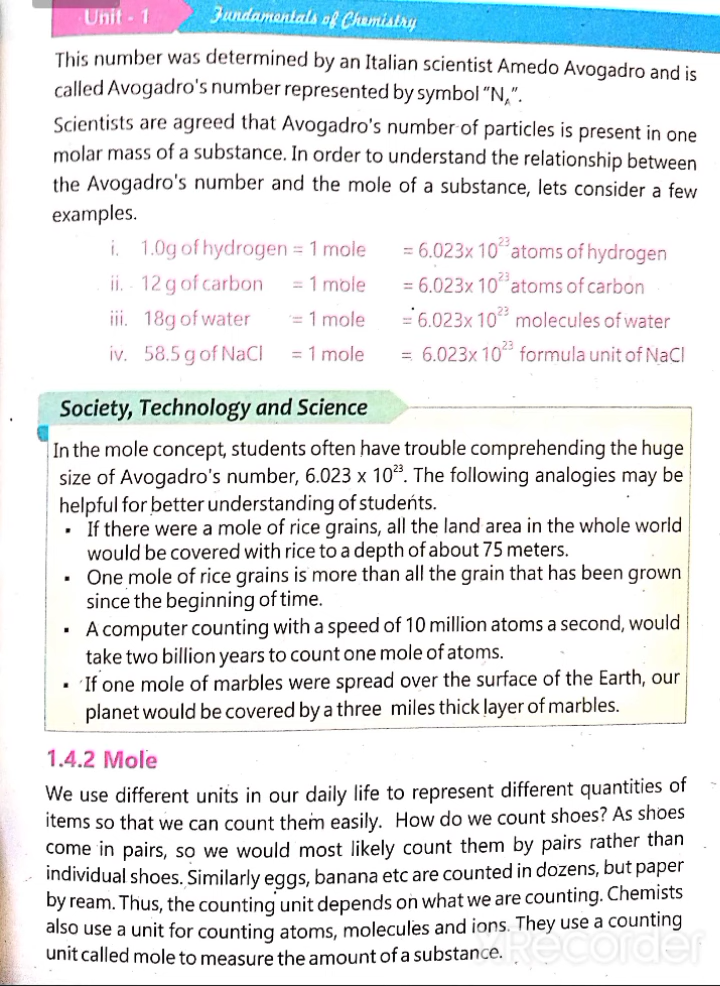 Unit - 1
Fundamentals of Chemistry
This number was determined by an Italian scientist Amedo Avogadro and is
called Avogadro's number represented by symbol “Nₐ”.
Scientists are agreed that Avogadro's number of particles is present in one
molar mass of a substance. In order to understand the relationship between
the Avogadro's number and the mole of a substance, lets consider a few
examples.
i. 1.0g of hydrogen = 1 mole = 6.023x 10²³ atoms of hydrogen
ii. 12 g of carbon = 1 mole = 6.023x 10²³ atoms of carbon
iii. 18g of water = 1 mole = 6.023x 10²³ molecules of water
iv. 58.5 g of NaCl = 1 mole = 6.023x 10²³ formula unit of NaCl
Society, Technology and Science
In the mole concept, students often have trouble comprehending the huge
size of Avogadro's number, 6.023 x 10²³. The following analogies may be
helpful for better understanding of students.
▪ If there were a mole of rice grains, all the land area in the whole world
would be covered with rice to a depth of about 75 meters.
▪ One mole of rice grains is more than all the grain that has been grown
since the beginning of time.
▪ A computer counting with a speed of 10 million atoms a second, would
take two billion years to count one mole of atoms.
▪ If one mole of marbles were spread over the surface of the Earth, our
planet would be covered by a three miles thick layer of marbles.
1.4.2 Mole
We use different units in our daily life to represent different quantities of
items so that we can count them easily. How do we count shoes? As shoes
come in pairs, so we would most likely count them by pairs rather than
individual shoes. Similarly eggs, banana etc are counted in dozens, but paper
by ream. Thus, the counting unit depends on what we are counting. Chemists
also use a unit for counting atoms, molecules and ions. They use a counting
unit called mole to measure the amount of a substance.
XRecorder